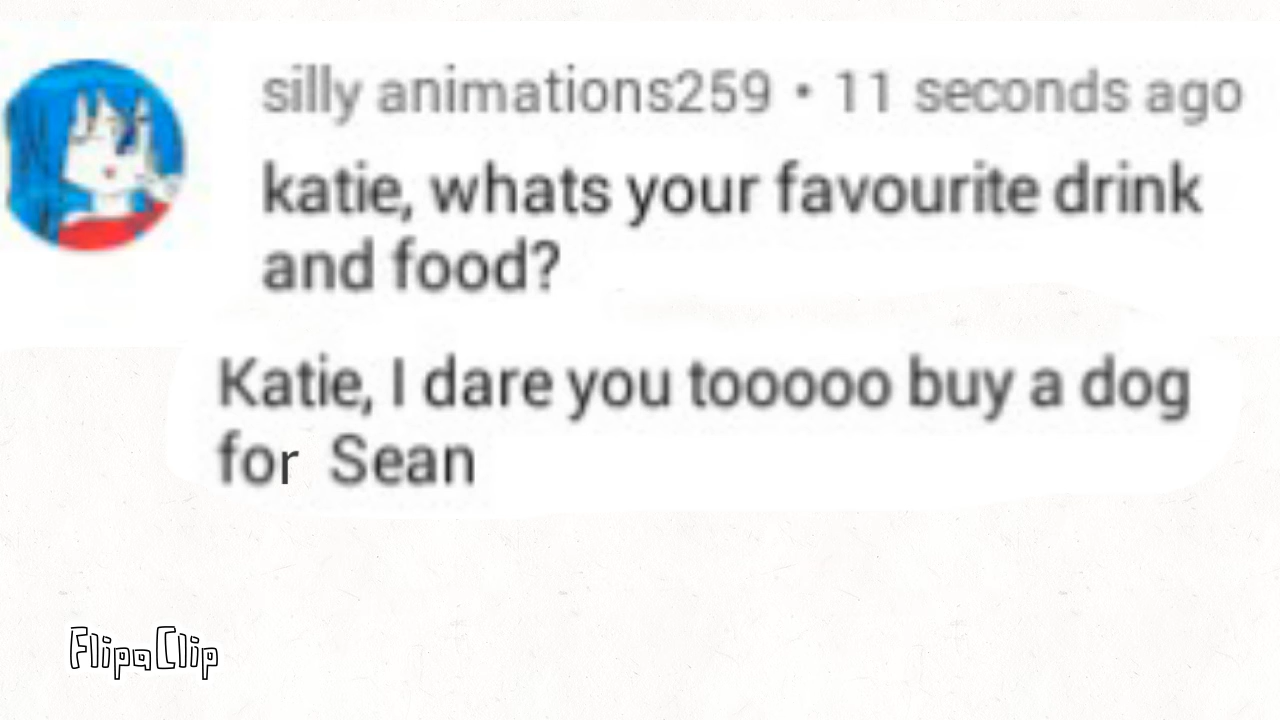 silly animations259 • 11 seconds ago
katie, whats your favourite drink
and food?
Katie, I dare you tooooo buy a dog
for Sean
FlipaClip